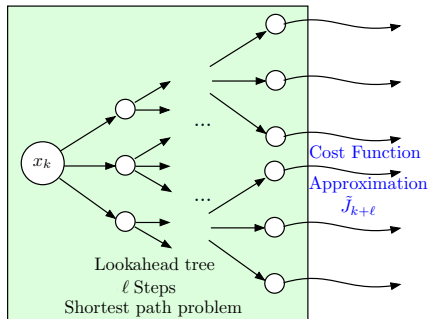 ...
x_k
Cost Function
Approximation
...
J̃_{k+ℓ}
Lookahead tree
ℓ Steps
Shortest path problem